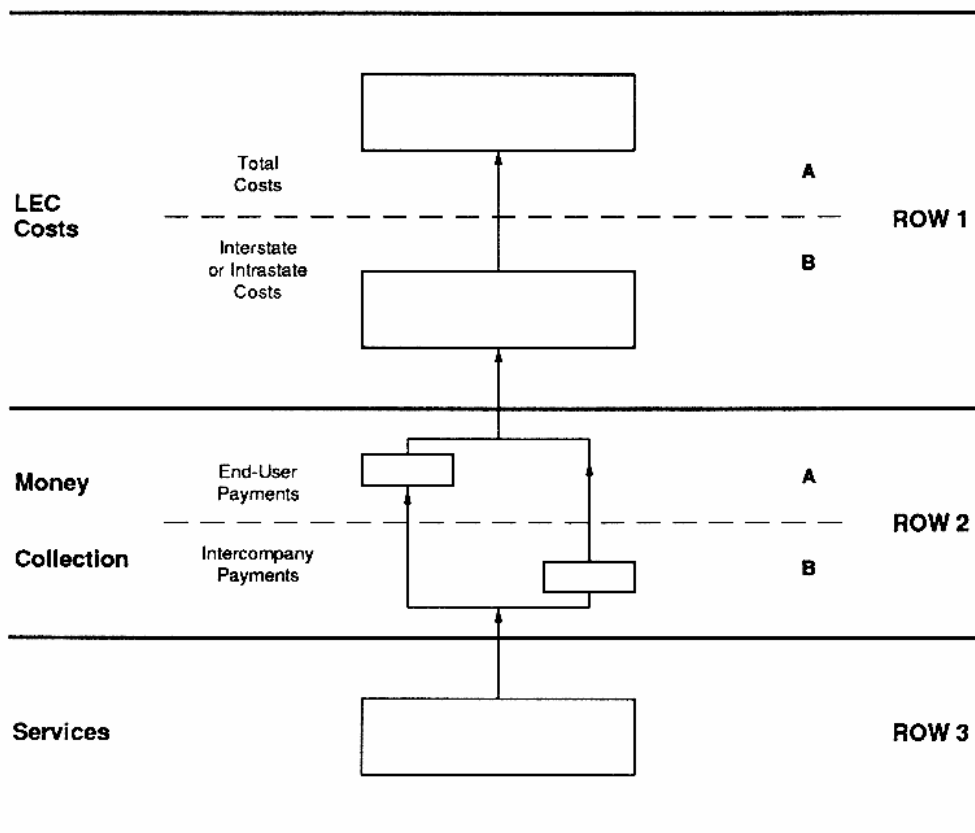 Total
Costs
A
LEC
Costs
ROW 1
Interstate
or Intrastate
Costs
B
Money
End-User
Payments
A
ROW 2
Collection
Intercompany
Payments
B
Services
ROW 3